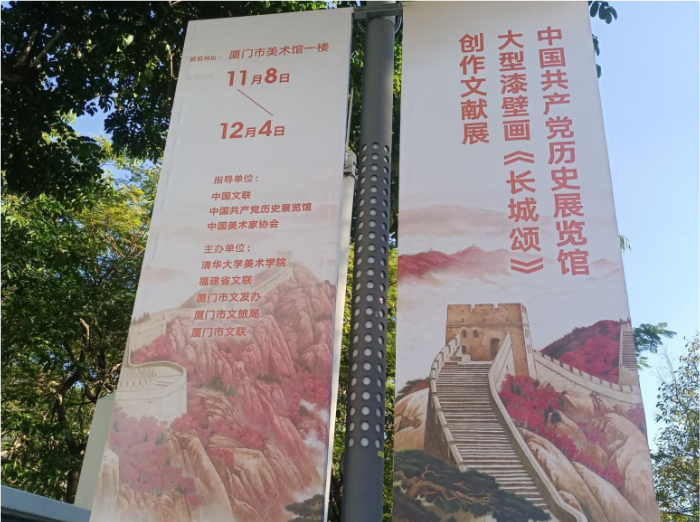 展览地址：厦门市美术馆一楼
11月8日
12月4日
指导单位：
中国文联
中国共产党历史展览馆
中国美术家协会
主办单位：
清华大学美术学院
福建省文联
厦门市文发办
厦门市文旅局
厦门市文联
中国共产党历史展览馆
大型漆壁画《长城颂》
创作文献展